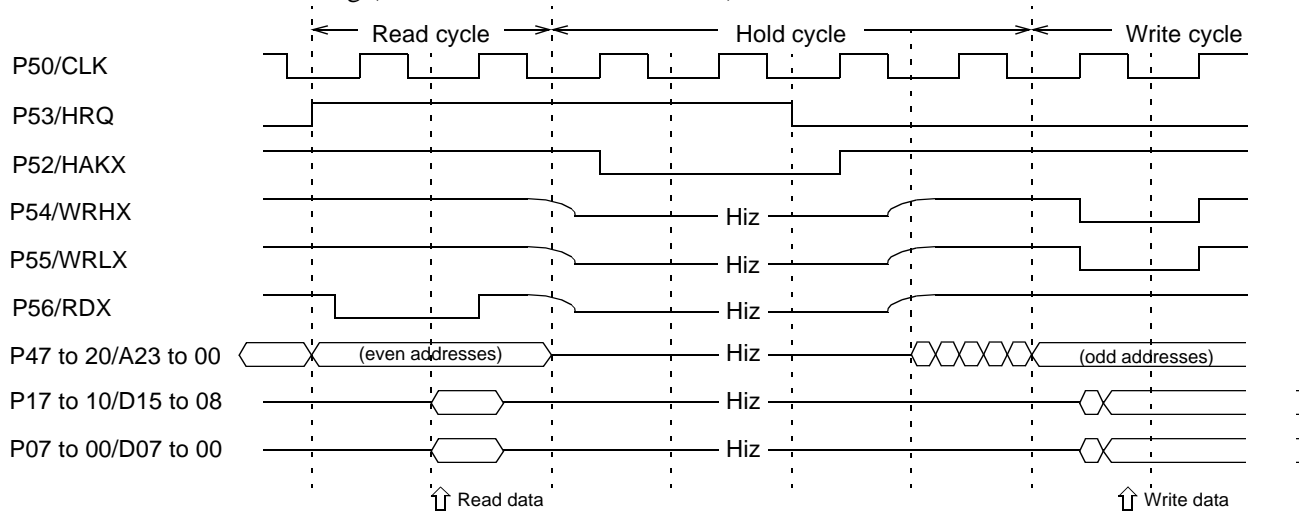 Read cycle Hold cycle Write cycle
P50/CLK
P53/HRQ
P52/HAKX
P54/WRHX Hiz
P55/WRLX Hiz
P56/RDX Hiz
P47 to 20/A23 to 00 (even addresses) Hiz (odd addresses)
P17 to 10/D15 to 08 Hiz
P07 to 00/D07 to 00 Hiz
Read data Write data